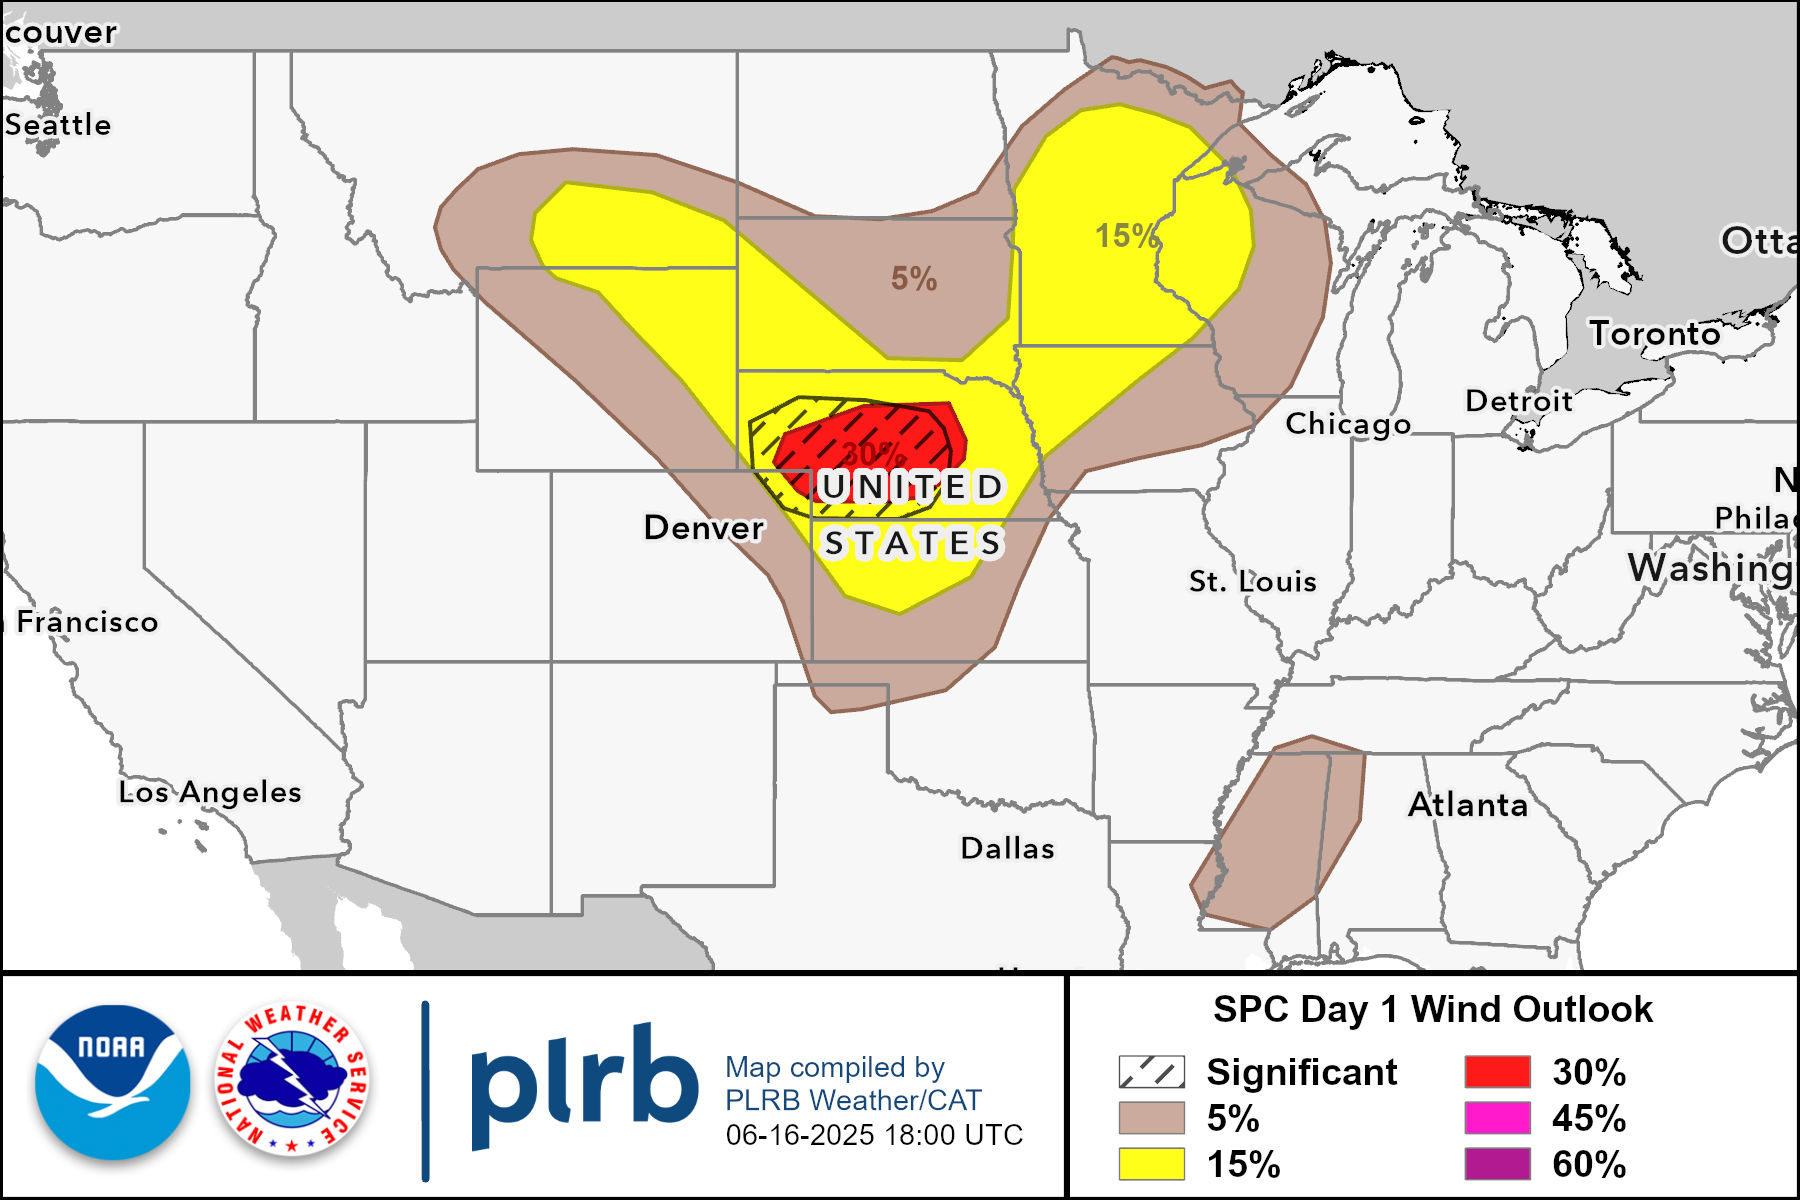 couver
Seattle
15%
Otta
5%
Toronto
Detroit
Chicago
30%
UNITED
STATES
N
Phila
Denver
Washing
St. Louis
Francisco
Los Angeles
Atlanta
Dallas
NOAA
NATIONAL WEATHER SERVICE
plrb
Map compiled by
PLRB Weather/CAT
06-16-2025 18:00 UTC
SPC Day 1 Wind Outlook
Significant
5%
15%
30%
45%
60%